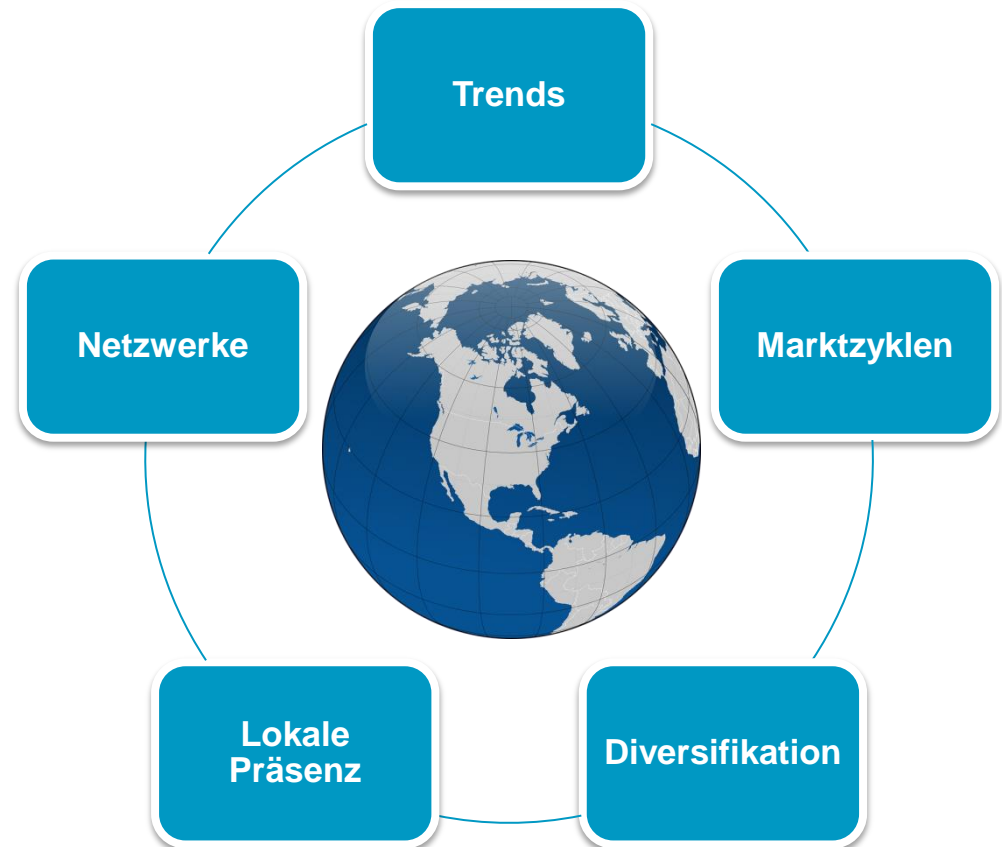 Trends
Netzwerke
Marktzyklen
Lokale
Präsenz
Diversifikation